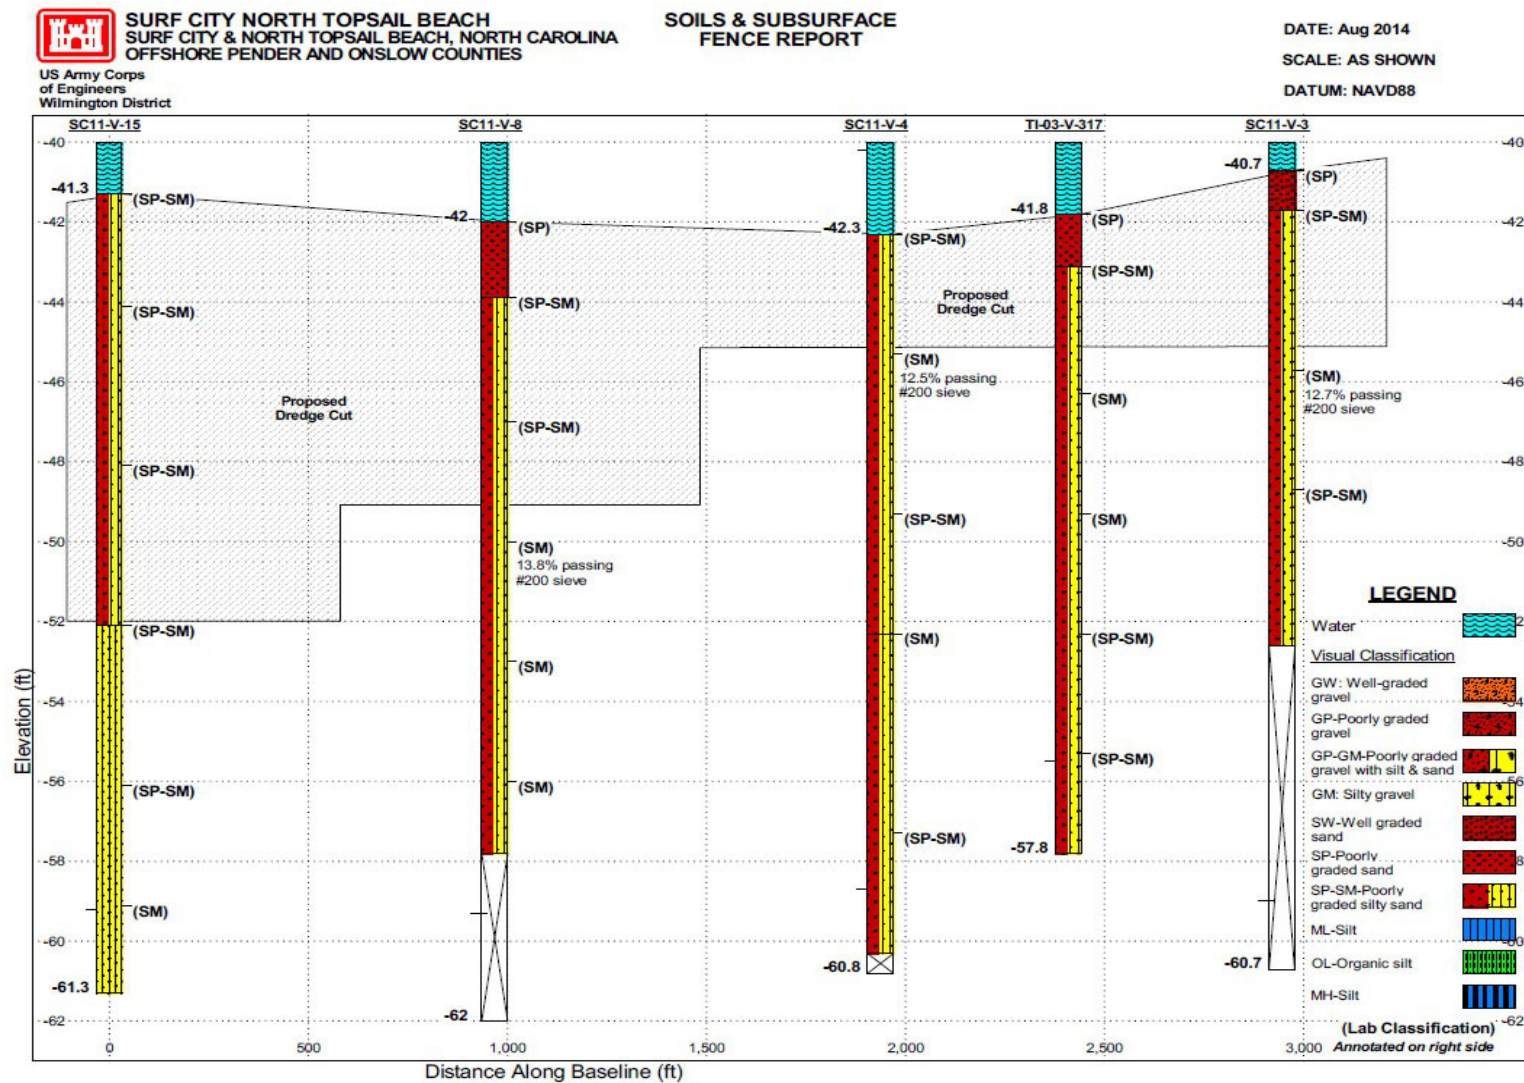 SURF CITY NORTH TOPSAIL BEACH
SURF CITY & NORTH TOPSAIL BEACH, NORTH CAROLINA
OFFSHORE PENDER AND ONSLOW COUNTIES
US Army Corps
of Engineers
Wilmington District
SOILS & SUBSURFACE
FENCE REPORT
DATE: Aug 2014
SCALE: AS SHOWN
DATUM: NAVD88
SC11-V-15
SC11-V-8
SC11-V-4
TI-03-V-317
SC11-V-3
Elevation (ft)
-40
-42
-44
-46
-48
-50
-52
-54
-56
-58
-60
-62
-41.3
(SP-SM)
(SP-SM)
(SP-SM)
(SP-SM)
(SP-SM)
(SM)
-61.3
Proposed
Dredge Cut
-42
(SP)
(SP-SM)
(SP-SM)
(SM)
13.8% passing
#200 sieve
(SM)
(SM)
-62
-42.3
(SP-SM)
(SM)
12.5% passing
#200 sieve
(SP-SM)
(SM)
(SP-SM)
-60.8
Proposed
Dredge Cut
-41.8
(SP)
(SP-SM)
(SM)
(SM)
(SP-SM)
(SP-SM)
-57.8
-40.7
(SP)
(SP-SM)
(SM)
12.7% passing
#200 sieve
(SP-SM)
-60.7
-40
-42
-44
-46
-48
-50
LEGEND
Water
Visual Classification
GW: Well-graded
gravel
GP-Poorly graded
gravel
GP-GM-Poorly graded
gravel with silt & sand
GM: Silty gravel
SW-Well graded
sand
SP-Poorly
graded sand
SP-SM-Poorly
graded silty sand
ML-Silt
OL-Organic silt
MH-Silt
(Lab Classification)
Annotated on right side
-62
0
500
1,000
1,500
2,000
2,500
3,000
Distance Along Baseline (ft)